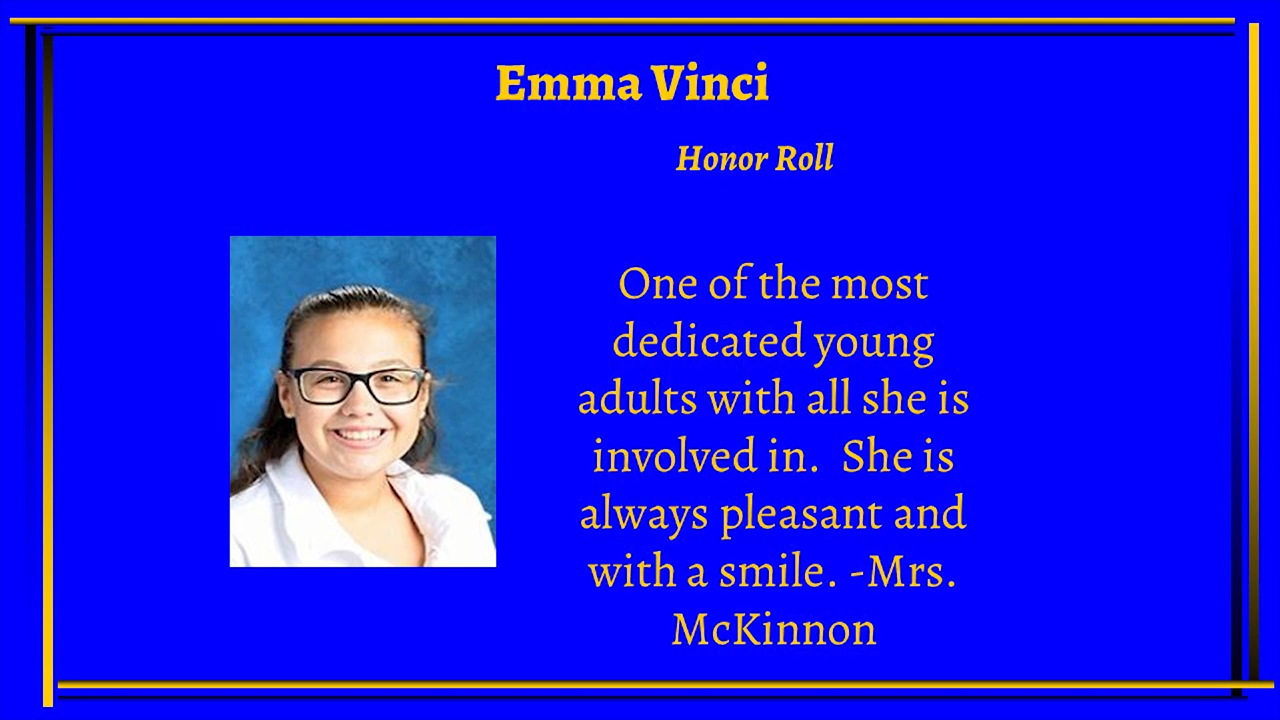 Emma Vinci
Honor Roll
One of the most
dedicated young
adults with all she is
involved in.  She is
always pleasant and
with a smile. -Mrs.
McKinnon